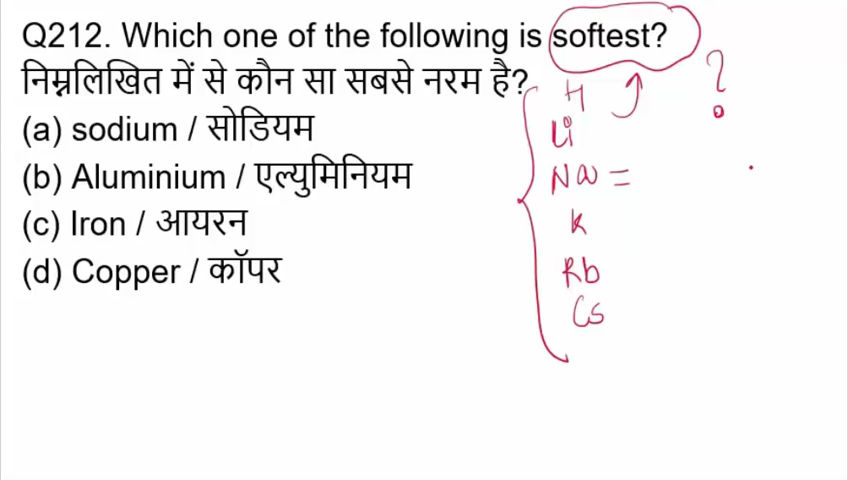 Q212. Which one of the following is softest?
निम्नलिखित में से कौन सा सबसे नरम है?
(a) sodium / सोडियम
(b) Aluminium / एल्युमिनियम
(c) Iron / आयरन
(d) Copper / कॉपर
H
Li
Na =
K
Rb
Cs
?